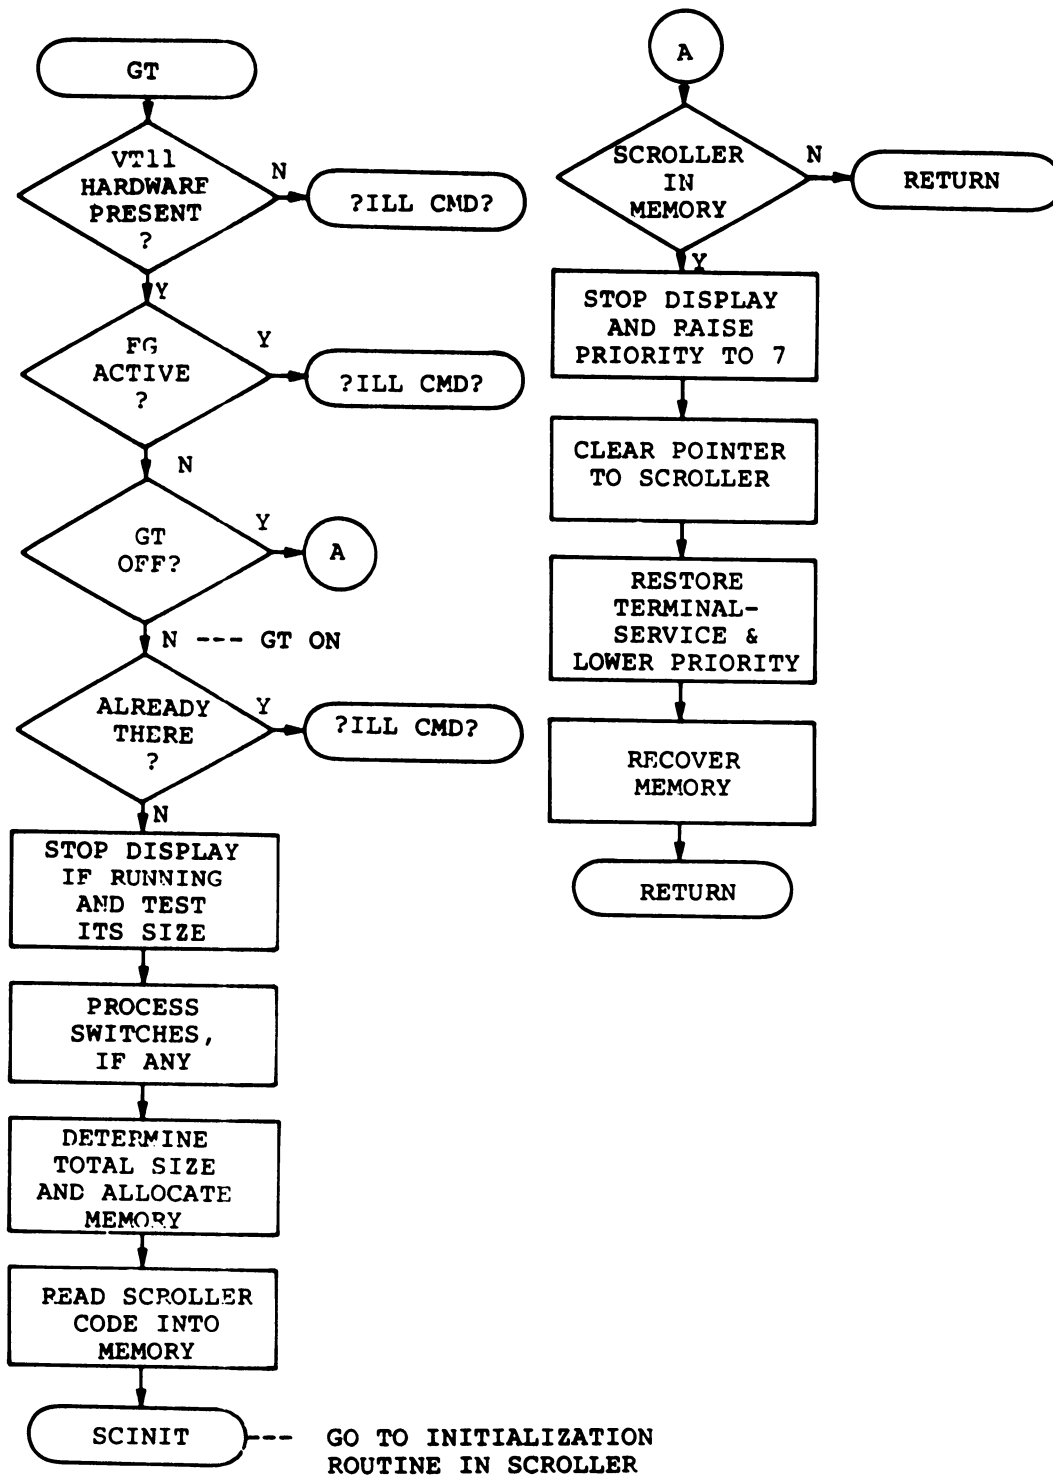 GT
VT11
HARDWARE
PRESENT
?
N
?ILL CMD?
Y
FG
ACTIVE
?
Y
?ILL CMD?
N
GT
OFF?
Y
A
N --- GT ON
ALREADY
THERE
?
Y
?ILL CMD?
N
STOP DISPLAY
IF RUNNING
AND TEST
ITS SIZE
PROCESS
SWITCHES,
IF ANY
DETERMINE
TOTAL SIZE
AND ALLOCATE
MEMORY
READ SCROLLER
CODE INTO
MEMORY
SCINIT
--- GO TO INITIALIZATION
ROUTINE IN SCROLLER
A
SCROLLER
IN
MEMORY
N
RETURN
Y
STOP DISPLAY
AND RAISE
PRIORITY TO 7
CLEAR POINTER
TO SCROLLER
RESTORE
TERMINAL-
SERVICE &
LOWER PRIORITY
RECOVER
MEMORY
RETURN